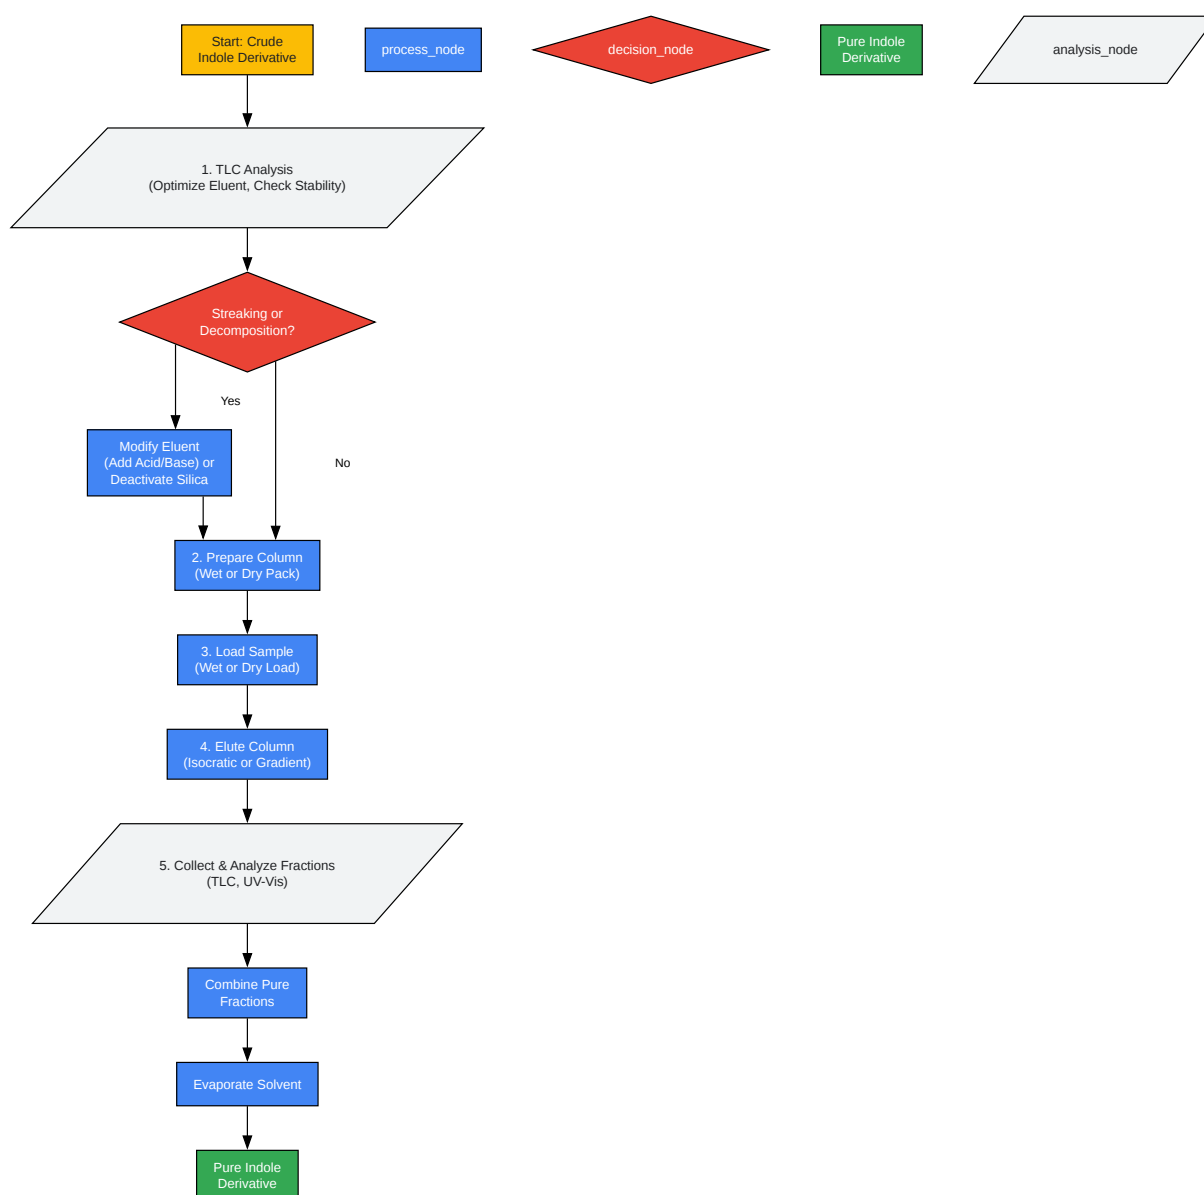 Start: Crude
Indole Derivative
process_node
decision_node
Pure Indole
Derivative
analysis_node
1. TLC Analysis
(Optimize Eluent, Check Stability)
Streaking or
Decomposition?
Yes
Modify Eluent
(Add Acid/Base) or
Deactivate Silica
No
2. Prepare Column
(Wet or Dry Pack)
3. Load Sample
(Wet or Dry Load)
4. Elute Column
(Isocratic or Gradient)
5. Collect & Analyze Fractions
(TLC, UV-Vis)
Combine Pure
Fractions
Evaporate Solvent
Pure Indole
Derivative